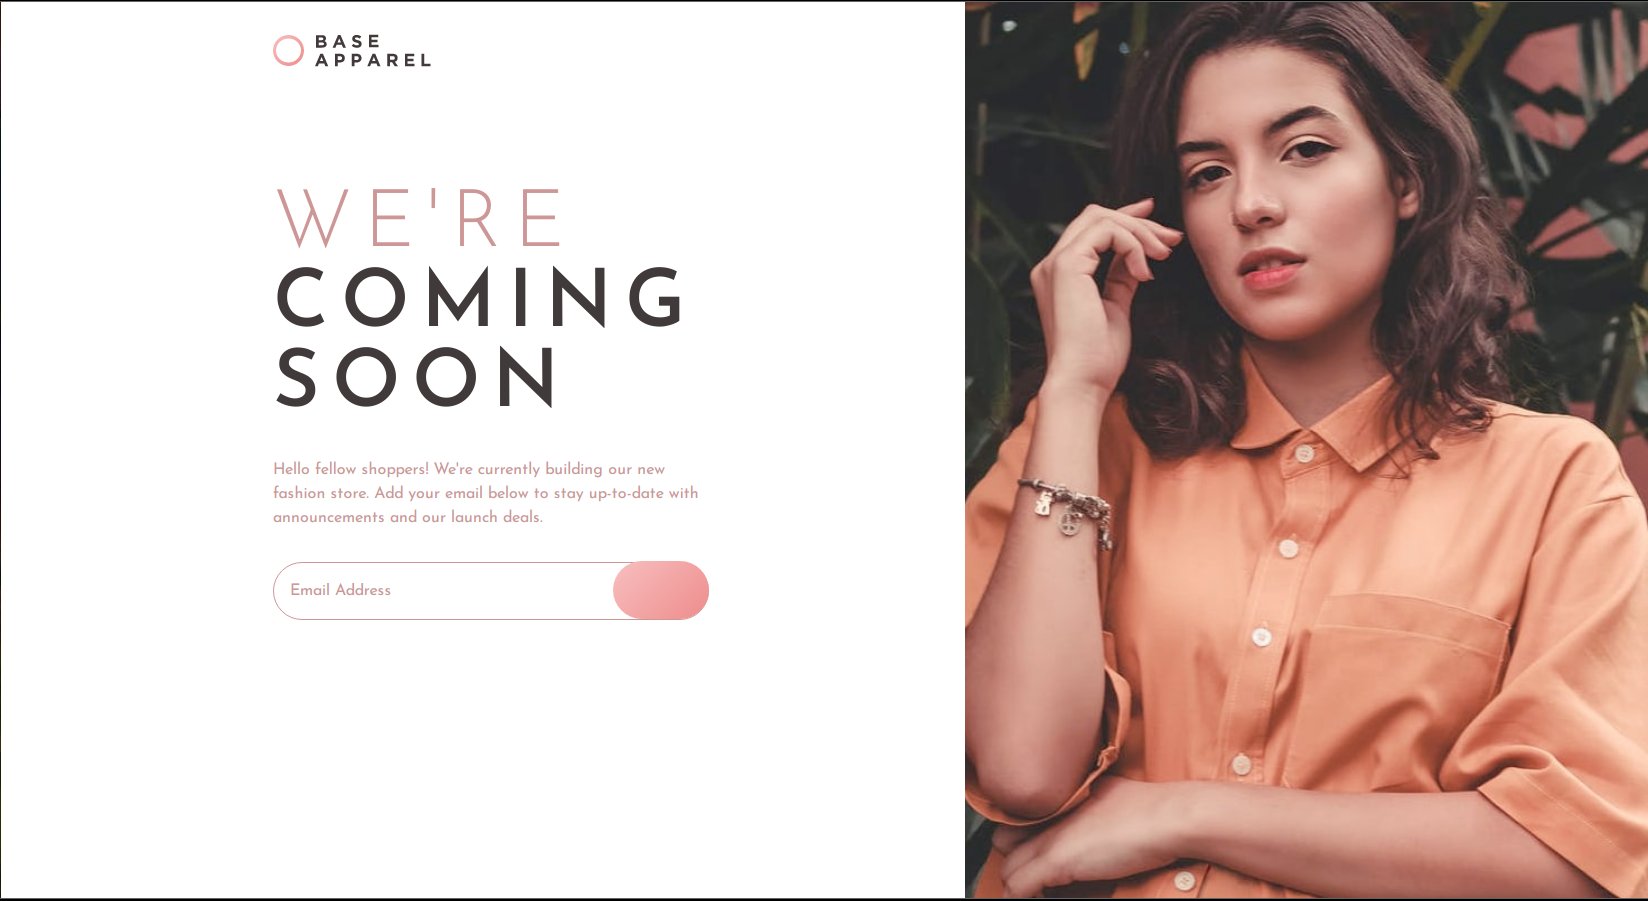 BASE
APPAREL
WE'RE
COMING
SOON
Hello fellow shoppers! We're currently building our new
fashion store. Add your email below to stay up-to-date with
announcements and our launch deals.
Email Address